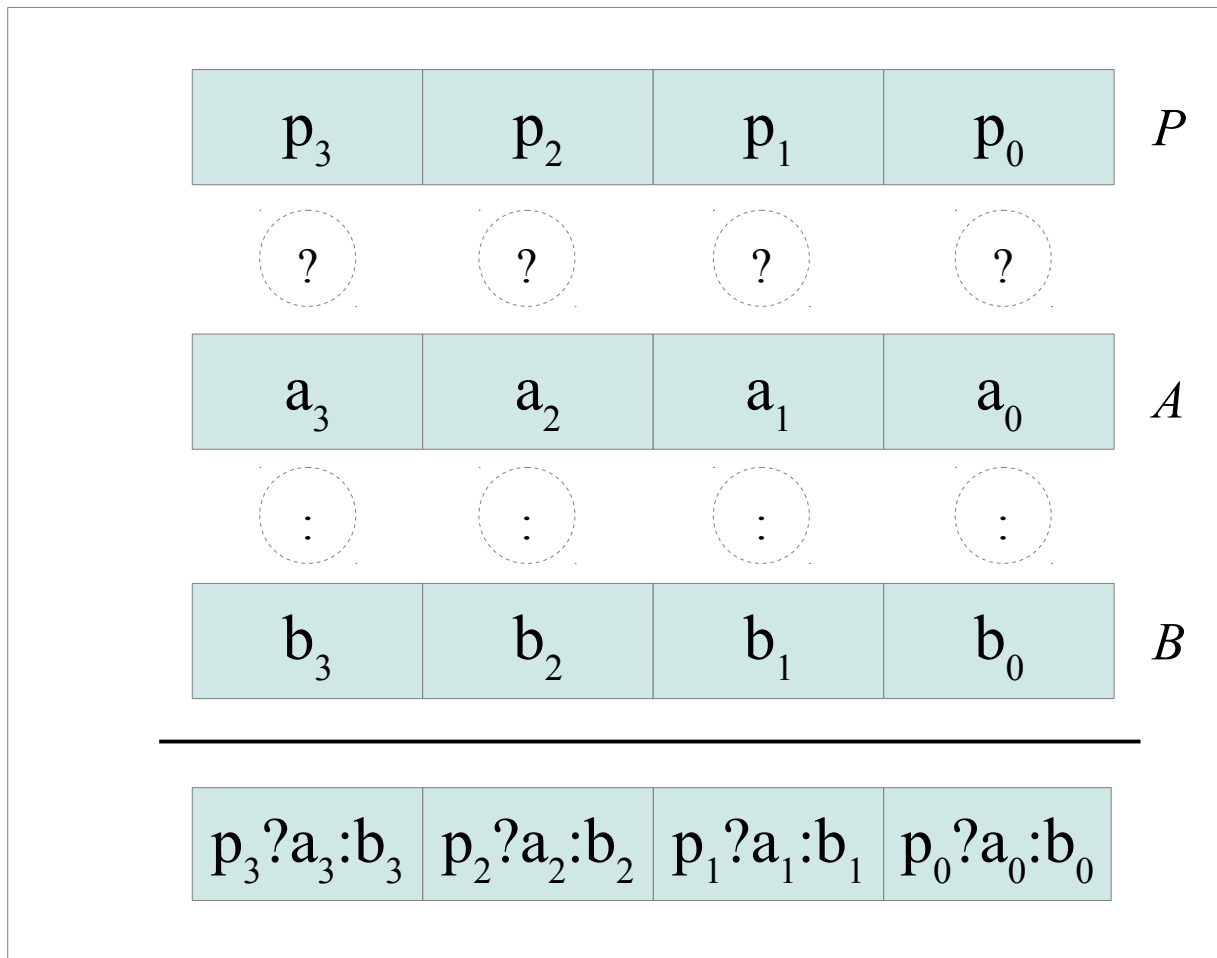 p₃ p₂ p₁ p₀ P
? ? ? ?
a₃ a₂ a₁ a₀ A
: : : :
b₃ b₂ b₁ b₀ B
p₃?a₃:b₃ p₂?a₂:b₂ p₁?a₁:b₁ p₀?a₀:b₀